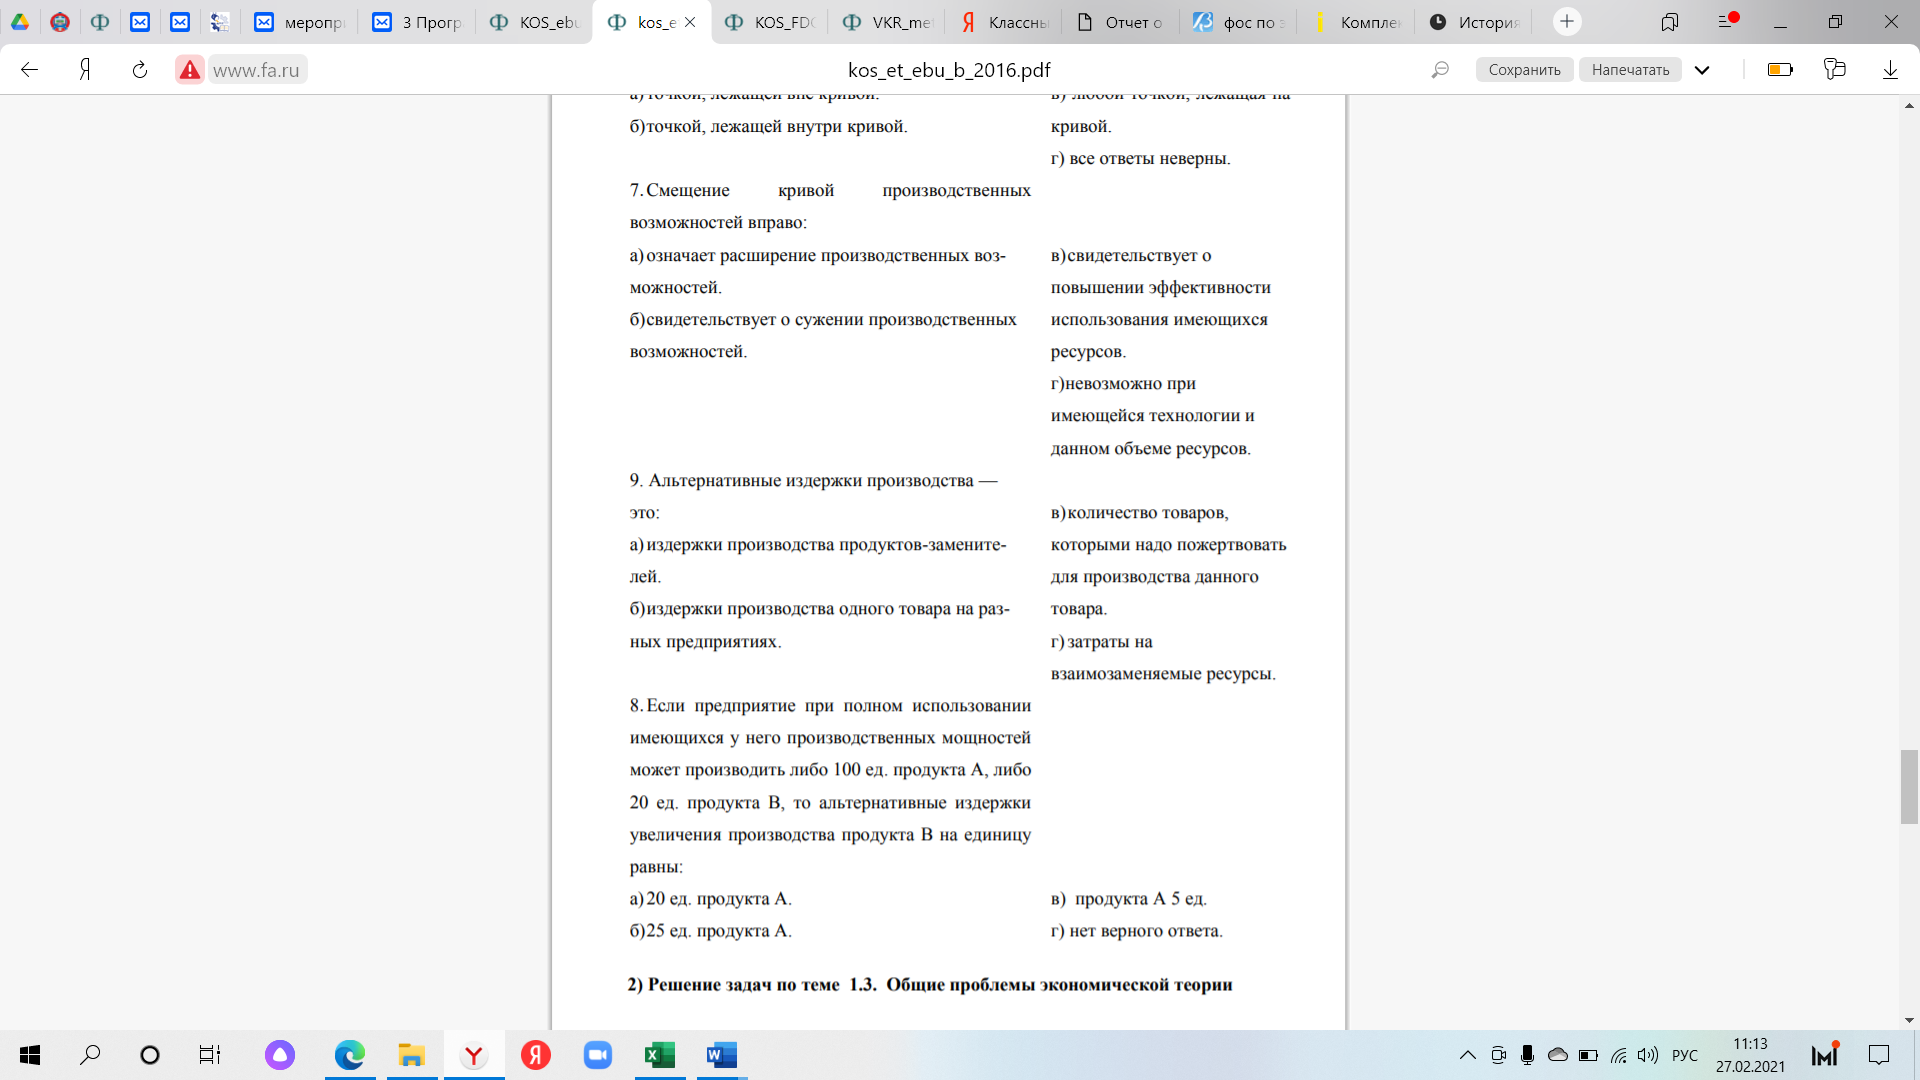 меропри
3 Прогр
KOS_ebu
kos_e
KOS_FDO
VKR_me
Классны
Отчет о
фос по э
Комплек
История
www.fa.ru
kos_et_ebu_b_2016.pdf
Сохранить
Напечатать
б)точкой, лежащей внутри кривой.
кривой.
г) все ответы неверны.
7. Смещение кривой производственных
возможностей вправо:
а) означает расширение производственных воз-
можностей.
б)свидетельствует о сужении производственных
возможностей.
в)свидетельствует о
повышении эффективности
использования имеющихся
ресурсов.
г)невозможно при
имеющейся технологии и
данном объеме ресурсов.
9. Альтернативные издержки производства —
это:
а) издержки производства продуктов-замените-
лей.
б)издержки производства одного товара на раз-
ных предприятиях.
в)количество товаров,
которыми надо пожертвовать
для производства данного
товара.
г) затраты на
взаимозаменяемые ресурсы.
8. Если предприятие при полном использовании
имеющихся у него производственных мощностей
может производить либо 100 ед. продукта А, либо
20 ед. продукта В, то альтернативные издержки
увеличения производства продукта В на единицу
равны:
а) 20 ед. продукта А.
б)25 ед. продукта А.
в) продукта А 5 ед.
г) нет верного ответа.
2) Решение задач по теме 1.3. Общие проблемы экономической теории
РУС
11:13
27.02.2021